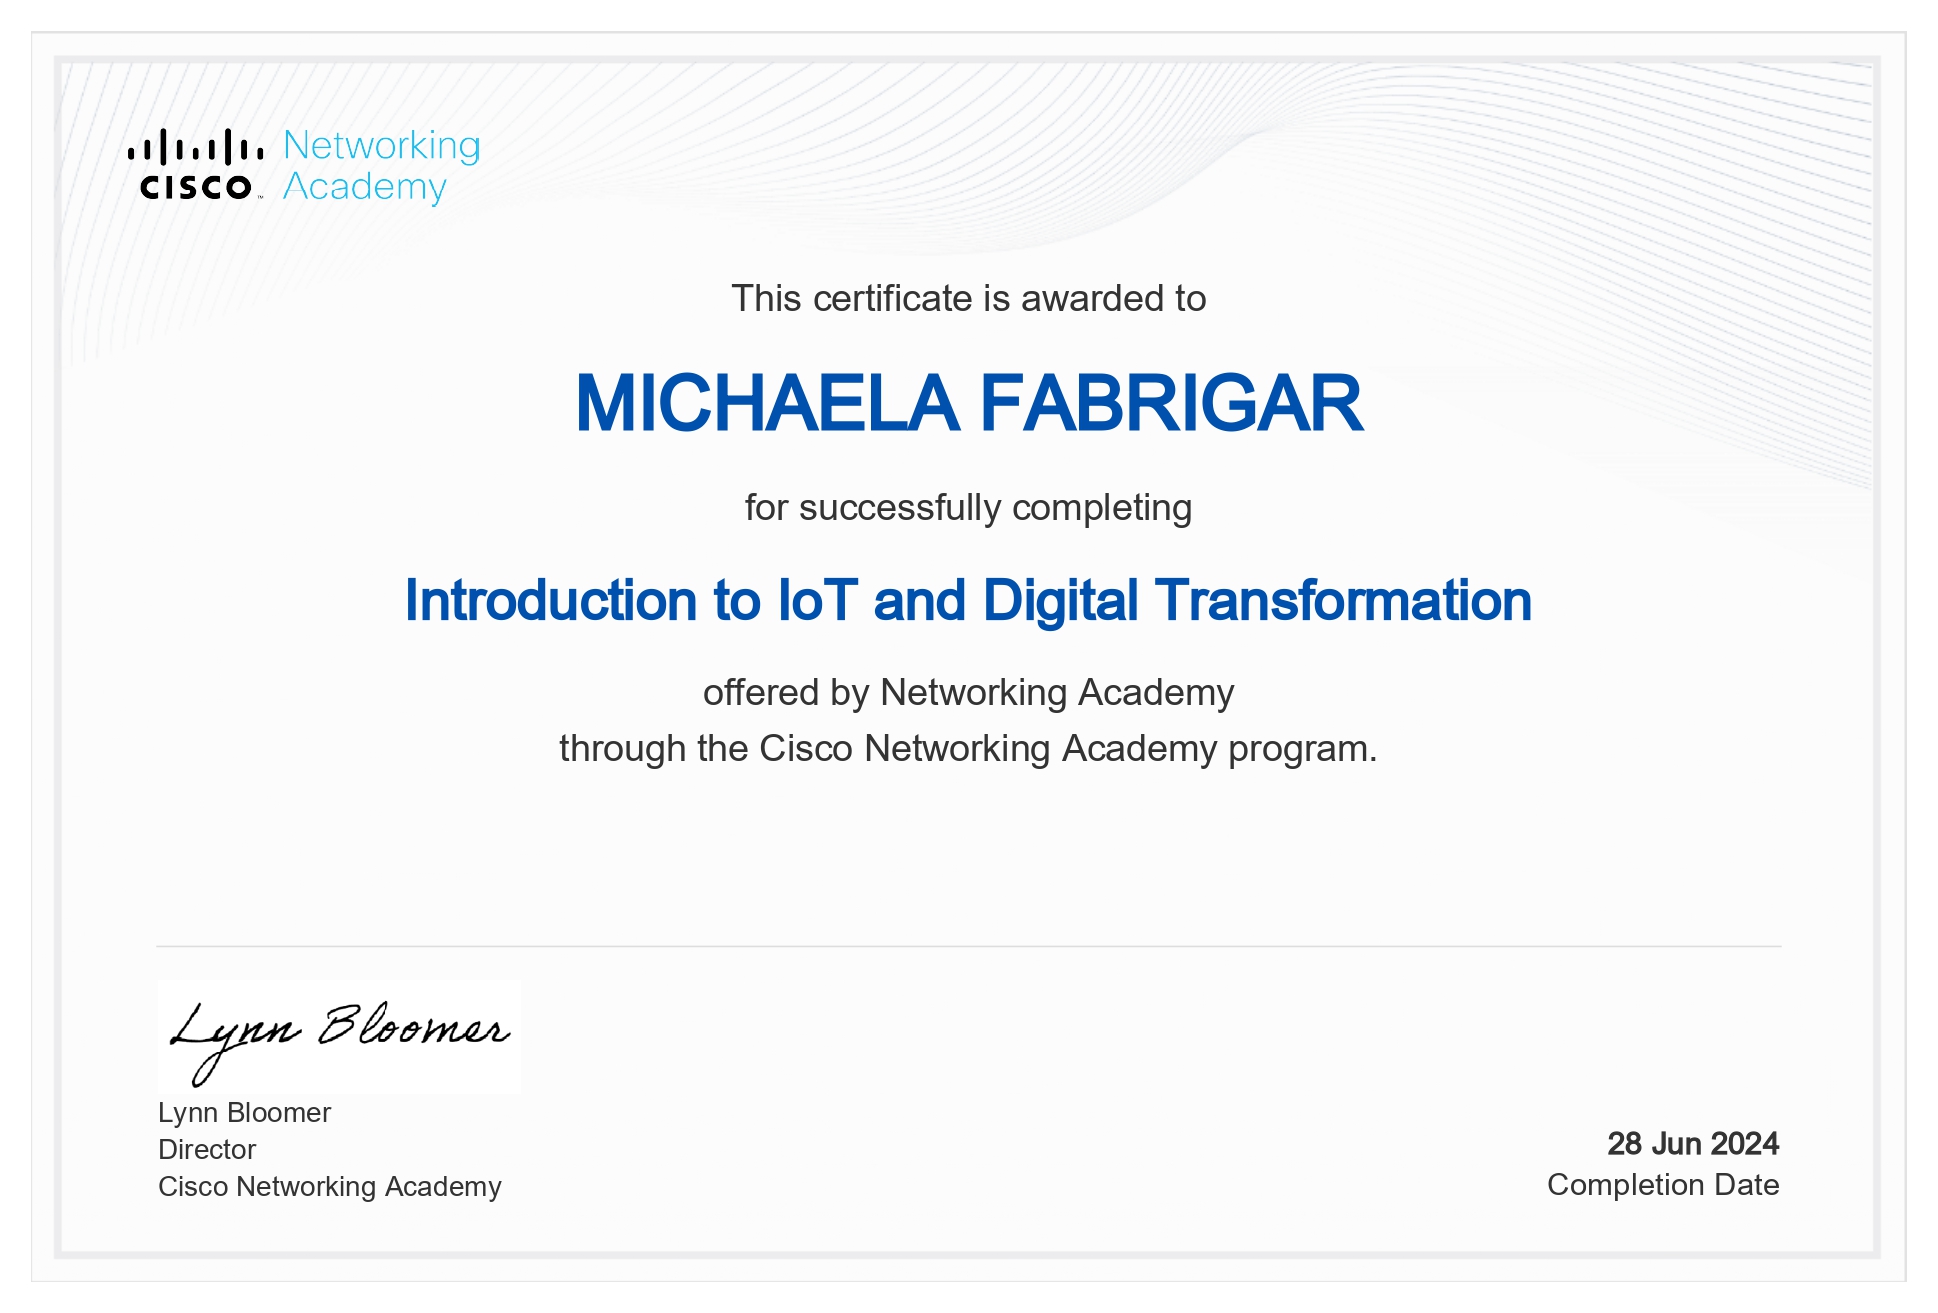 CISCO™
Networking
Academy
This certificate is awarded to
MICHAELA FABRIGAR
for successfully completing
Introduction to IoT and Digital Transformation
offered by Networking Academy
through the Cisco Networking Academy program.
Lynn Bloomer
Lynn Bloomer
Director
Cisco Networking Academy
28 Jun 2024
Completion Date